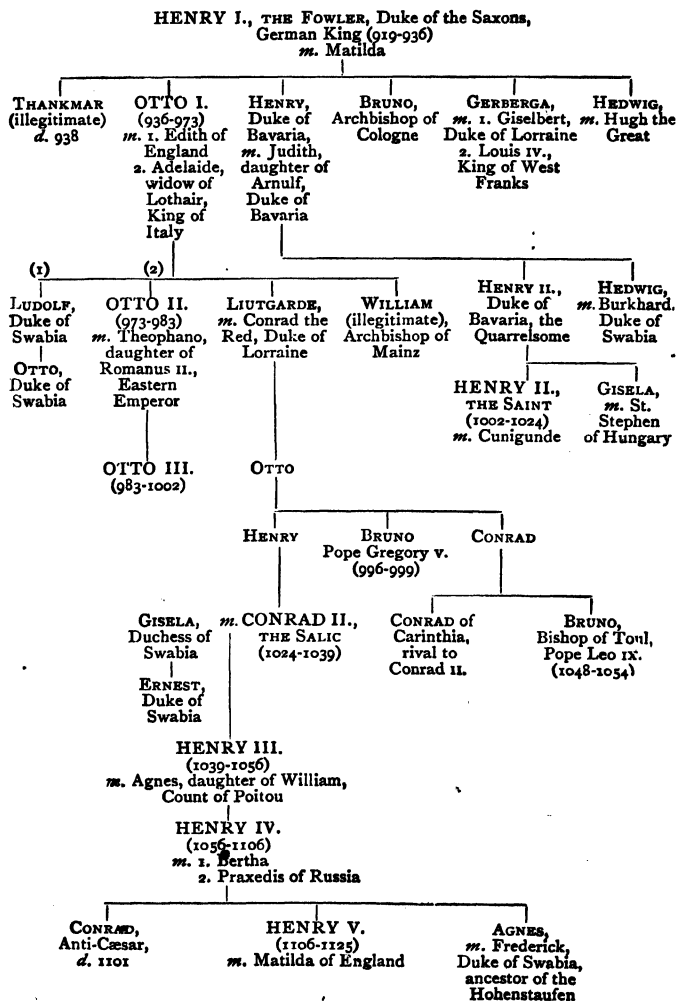 HENRY I., THE FOWLER, Duke of the Saxons,
German King (919-936)
m. Matilda
THANKMAR
(illegitimate)
d. 938
OTTO I.
(936-973)
m. 1. Edith of
England
2. Adelaide,
widow of
Lothair,
King of
Italy
HENRY,
Duke of
Bavaria,
m. Judith,
daughter of
Arnulf,
Duke of
Bavaria
BRUNO,
Archbishop of
Cologne
GERBERGA,
m. 1. Giselbert,
Duke of Lorraine
2. Louis IV.,
King of West
Franks
HEDWIG,
m. Hugh the
Great
(1)
(2)
LUDOLF,
Duke of
Swabia
OTTO,
Duke of
Swabia
OTTO II.
(973-983)
m. Theophano,
daughter of
Romanus II.,
Eastern
Emperor
LIUTGARDE,
m. Conrad the
Red, Duke of
Lorraine
WILLIAM
(illegitimate),
Archbishop of
Mainz
HENRY II.,
Duke of
Bavaria, the
Quarrelsome
HEDWIG,
m. Burkhard,
Duke of
Swabia
HENRY II.,
THE SAINT
(1002-1024)
m. Cunigunde
GISELA,
m. St.
Stephen
of Hungary
OTTO III.
(983-1002)
OTTO
HENRY
BRUNO
Pope Gregory V.
(996-999)
CONRAD
GISELA,
Duchess of
Swabia
ERNEST,
Duke of
Swabia
m. CONRAD II.,
THE SALIC
(1024-1039)
CONRAD of
Carinthia,
rival to
Conrad II.
BRUNO,
Bishop of Toul,
Pope Leo IX.
(1048-1054)
HENRY III.
(1039-1056)
m. Agnes, daughter of William,
Count of Poitou
HENRY IV.
(1056-1106)
m. 1. Bertha
2. Praxedis of Russia
CONRAD,
Anti-Cæsar,
d. 1101
HENRY V.
(1106-1125)
m. Matilda of England
AGNES,
m. Frederick,
Duke of Swabia,
ancestor of the
Hohenstaufen